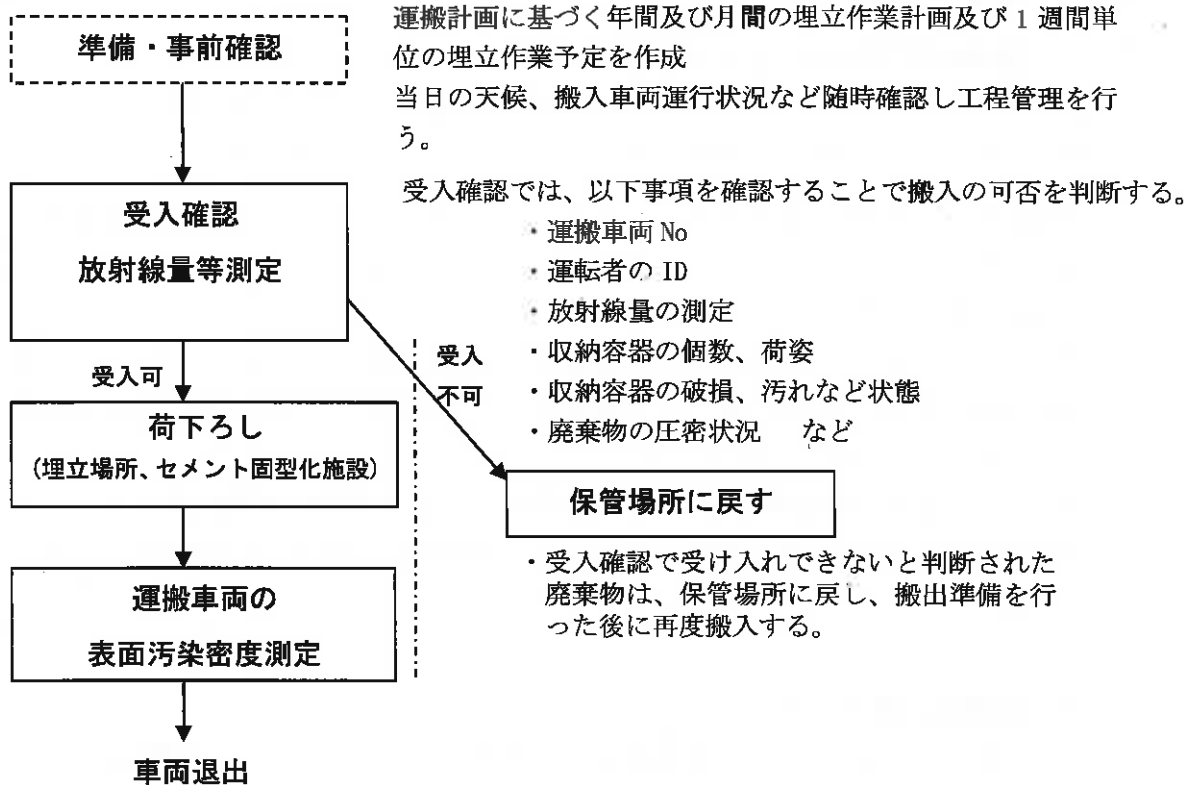 準備・事前確認
運搬計画に基づく年間及び月間の埋立作業計画及び 1 週間単
位の埋立作業予定を作成
当日の天候、搬入車両運行状況など随時確認し工程管理を行
う。
受入確認
放射線量等測定
受入確認では、以下事項を確認することで搬入の可否を判断する。
・運搬車両 No
・運転者の ID
・放射線量の測定
・収納容器の個数、荷姿
・収納容器の破損、汚れなど状態
・廃棄物の圧密状況 など
受入可
受入
不可
荷下ろし
(埋立場所、セメント固型化施設)
保管場所に戻す
・受入確認で受け入れできないと判断された
廃棄物は、保管場所に戻し、搬出準備を行
った後に再度搬入する。
運搬車両の
表面汚染密度測定
車両退出